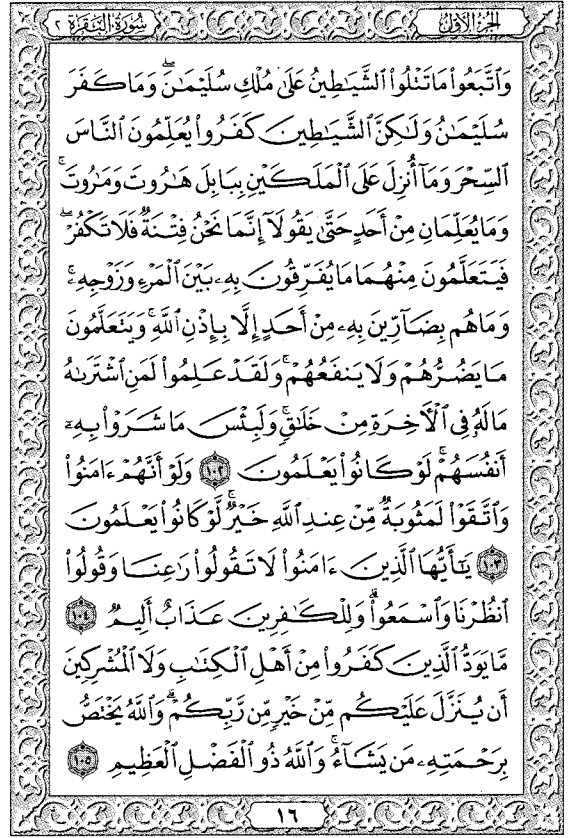 الجزء الأول
سورة البقرة ٢
وَٱتَّبَعُوا۟ مَا تَتْلُوا۟ ٱلشَّيَـٰطِينُ عَلَىٰ مُلْكِ سُلَيْمَـٰنَ ۖ وَمَا كَفَرَ
سُلَيْمَـٰنُ وَلَـٰكِنَّ ٱلشَّيَـٰطِينَ كَفَرُوا۟ يُعَلِّمُونَ ٱلنَّاسَ
ٱلسِّحْرَ وَمَآ أُنزِلَ عَلَى ٱلْمَلَكَيْنِ بِبَابِلَ هَـٰرُوتَ وَمَـٰرُوتَ ۚ
وَمَا يُعَلِّمَانِ مِنْ أَحَدٍ حَتَّىٰ يَقُولَآ إِنَّمَا نَحْنُ فِتْنَةٌ فَلَا تَكْفُرْ ۖ
فَيَتَعَلَّمُونَ مِنْهُمَا مَا يُفَرِّقُونَ بِهِۦ بَيْنَ ٱلْمَرْءِ وَزَوْجِهِۦ ۚ
وَمَا هُم بِضَآرِّينَ بِهِۦ مِنْ أَحَدٍ إِلَّا بِإِذْنِ ٱللَّهِ ۚ وَيَتَعَلَّمُونَ
مَا يَضُرُّهُمْ وَلَا يَنفَعُهُمْ ۚ وَلَقَدْ عَلِمُوا۟ لَمَنِ ٱشْتَرَىٰهُ
مَا لَهُۥ فِى ٱلْـَٔاخِرَةِ مِنْ خَلَـٰقٍ ۚ وَلَبِئْسَ مَا شَرَوْا۟ بِهِۦٓ
أَنفُسَهُمْ ۚ لَوْ كَانُوا۟ يَعْلَمُونَ ١٠٢ وَلَوْ أَنَّهُمْ ءَامَنُوا۟
وَٱتَّقَوْا۟ لَمَثُوبَةٌ مِّنْ عِندِ ٱللَّهِ خَيْرٌ ۖ لَّوْ كَانُوا۟ يَعْلَمُونَ
١٠٣ يَـٰٓأَيُّهَا ٱلَّذِينَ ءَامَنُوا۟ لَا تَقُولُوا۟ رَٰعِنَا وَقُولُوا۟
ٱنظُرْنَا وَٱسْمَعُوا۟ ۗ وَلِلْكَـٰفِرِينَ عَذَابٌ أَلِيمٌ ١٠٤
مَّا يَوَدُّ ٱلَّذِينَ كَفَرُوا۟ مِنْ أَهْلِ ٱلْكِتَـٰبِ وَلَا ٱلْمُشْرِكِينَ
أَن يُنَزَّلَ عَلَيْكُم مِّنْ خَيْرٍ مِّن رَّبِّكُمْ ۗ وَٱللَّهُ يَخْتَصُّ
بِرَحْمَتِهِۦ مَن يَشَآءُ ۚ وَٱللَّهُ ذُو ٱلْفَضْلِ ٱلْعَظِيمِ ١٠٥
١٦